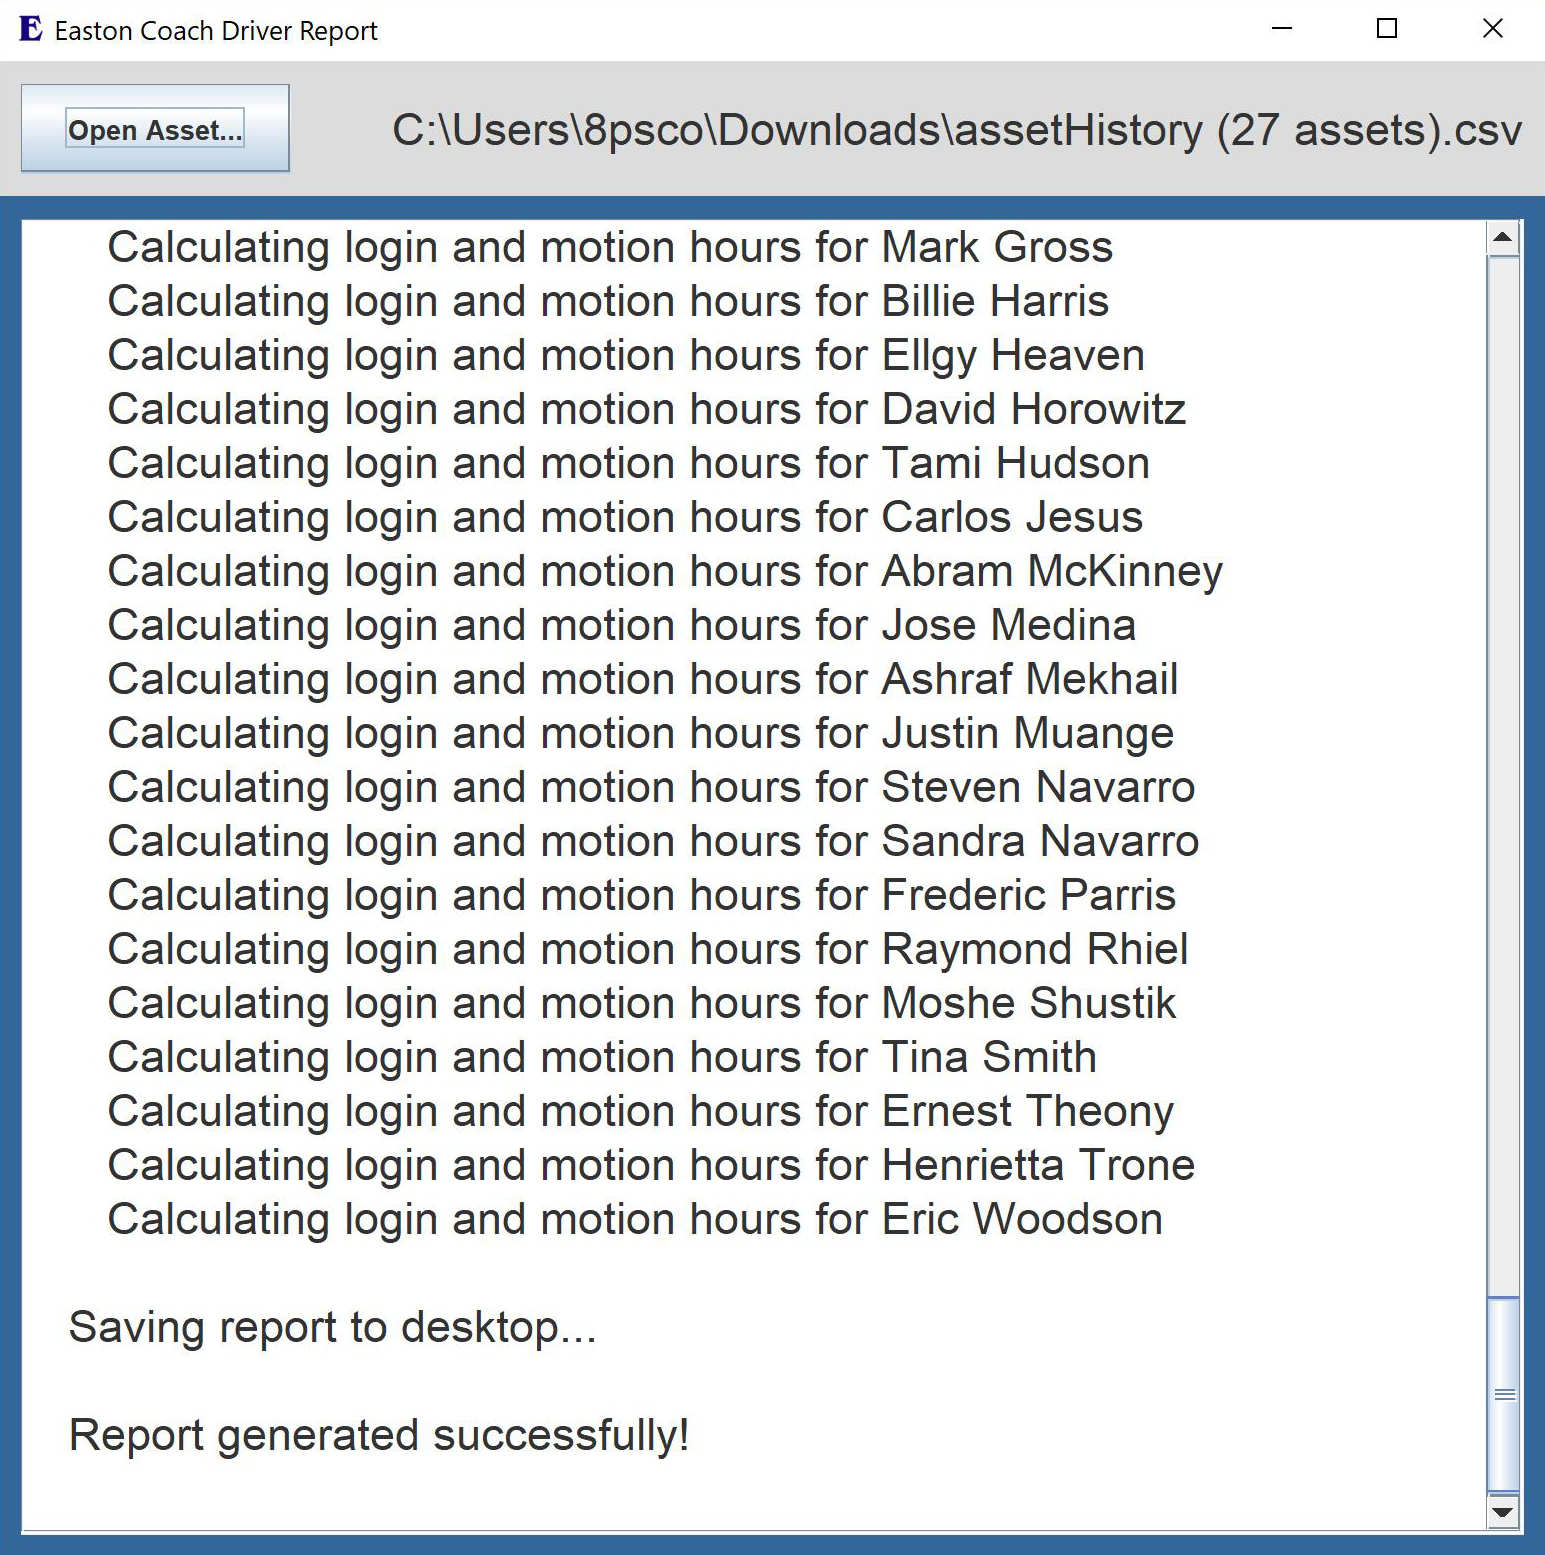 E Easton Coach Driver Report
Open Asset... C:\Users\8psco\Downloads\assetHistory (27 assets).csv
Calculating login and motion hours for Mark Gross
Calculating login and motion hours for Billie Harris
Calculating login and motion hours for Ellgy Heaven
Calculating login and motion hours for David Horowitz
Calculating login and motion hours for Tami Hudson
Calculating login and motion hours for Carlos Jesus
Calculating login and motion hours for Abram McKinney
Calculating login and motion hours for Jose Medina
Calculating login and motion hours for Ashraf Mekhail
Calculating login and motion hours for Justin Muange
Calculating login and motion hours for Steven Navarro
Calculating login and motion hours for Sandra Navarro
Calculating login and motion hours for Frederic Parris
Calculating login and motion hours for Raymond Rhiel
Calculating login and motion hours for Moshe Shustik
Calculating login and motion hours for Tina Smith
Calculating login and motion hours for Ernest Theony
Calculating login and motion hours for Henrietta Trone
Calculating login and motion hours for Eric Woodson
Saving report to desktop...
Report generated successfully!